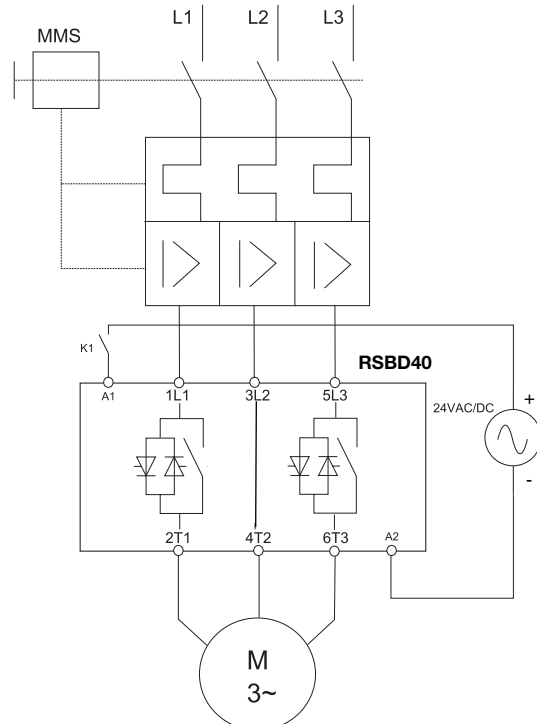 L1 L2 L3
MMS
K1
RSBD40
A1 1L1 3L2 5L3
24VAC/DC
+
-
2T1 4T2 6T3 A2
M
3~